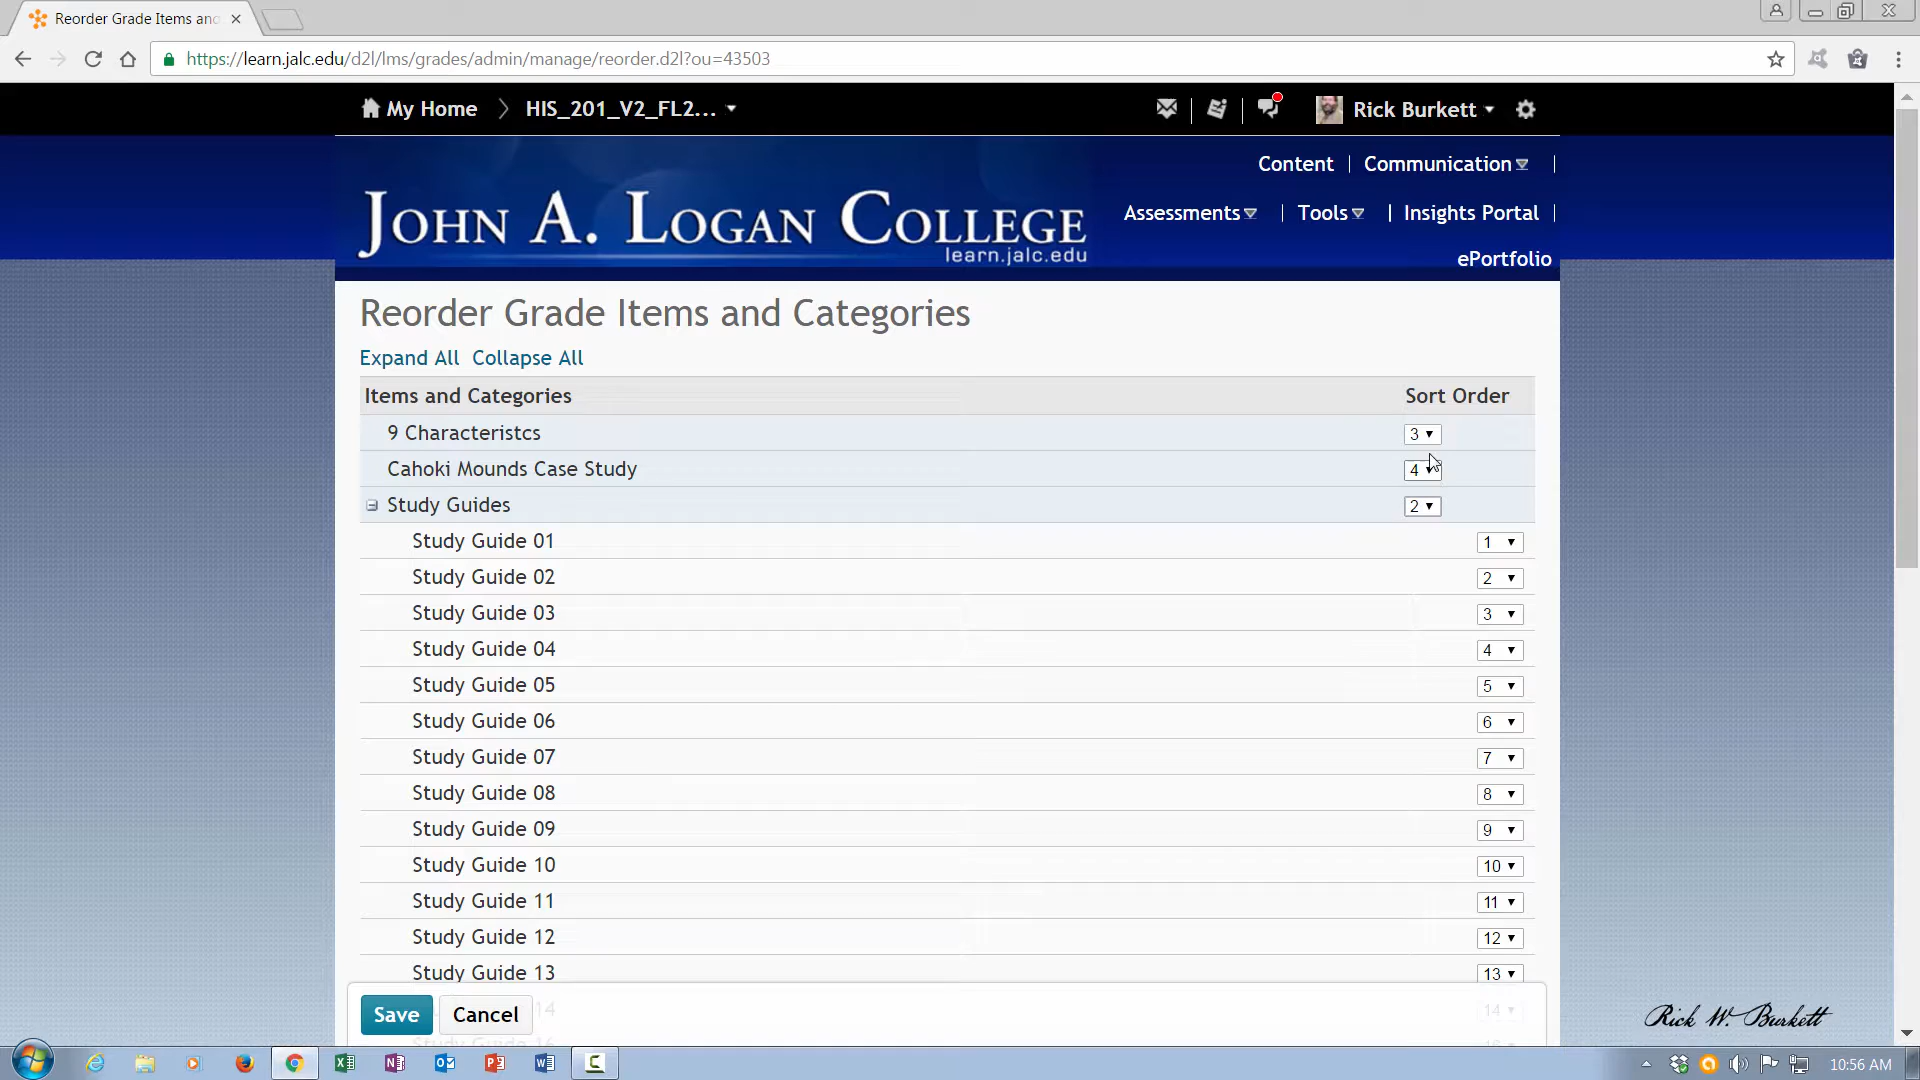 Reorder Grade Items and
https://learn.jalc.edu/d2l/lms/grades/admin/manage/reorder.d2l?ou=43503
My Home
HIS_201_V2_FL2...
Rick Burkett
Content
Communication
JOHN A. LOGAN COLLEGE
learn.jalc.edu
Assessments
Tools
Insights Portal
ePortfolio
Reorder Grade Items and Categories
Expand All Collapse All
Items and Categories Sort Order
9 Characteristcs 3
Cahoki Mounds Case Study 4
Study Guides 2
Study Guide 01 1
Study Guide 02 2
Study Guide 03 3
Study Guide 04 4
Study Guide 05 5
Study Guide 06 6
Study Guide 07 7
Study Guide 08 8
Study Guide 09 9
Study Guide 10 10
Study Guide 11 11
Study Guide 12 12
Study Guide 13 13
14 14
Save Cancel
Rick W. Burkett
10:56 AM